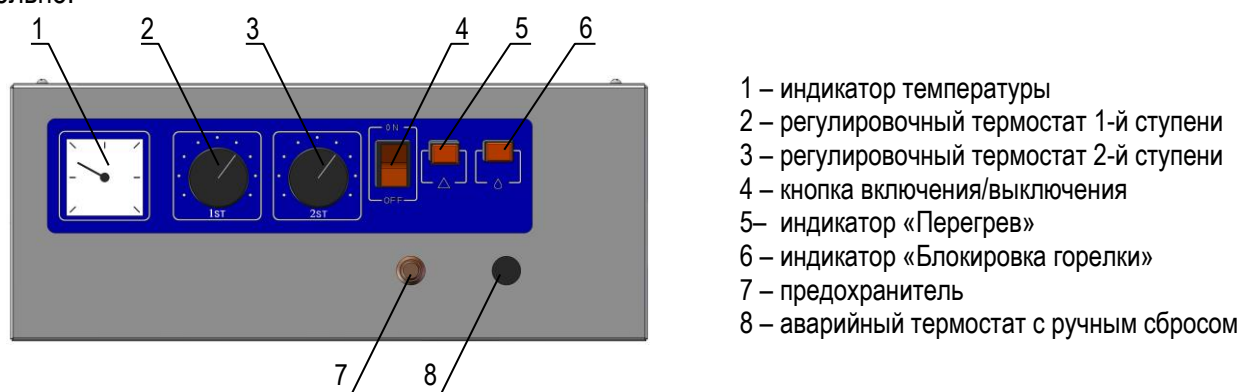 1 2 3 4 5 6
ON
OFF
1ST 2ST
7 8
1 – индикатор температуры
2 – регулировочный термостат 1-й ступени
3 – регулировочный термостат 2-й ступени
4 – кнопка включения/выключения
5– индикатор «Перегрев»
6 – индикатор «Блокировка горелки»
7 – предохранитель
8 – аварийный термостат с ручным сбросом